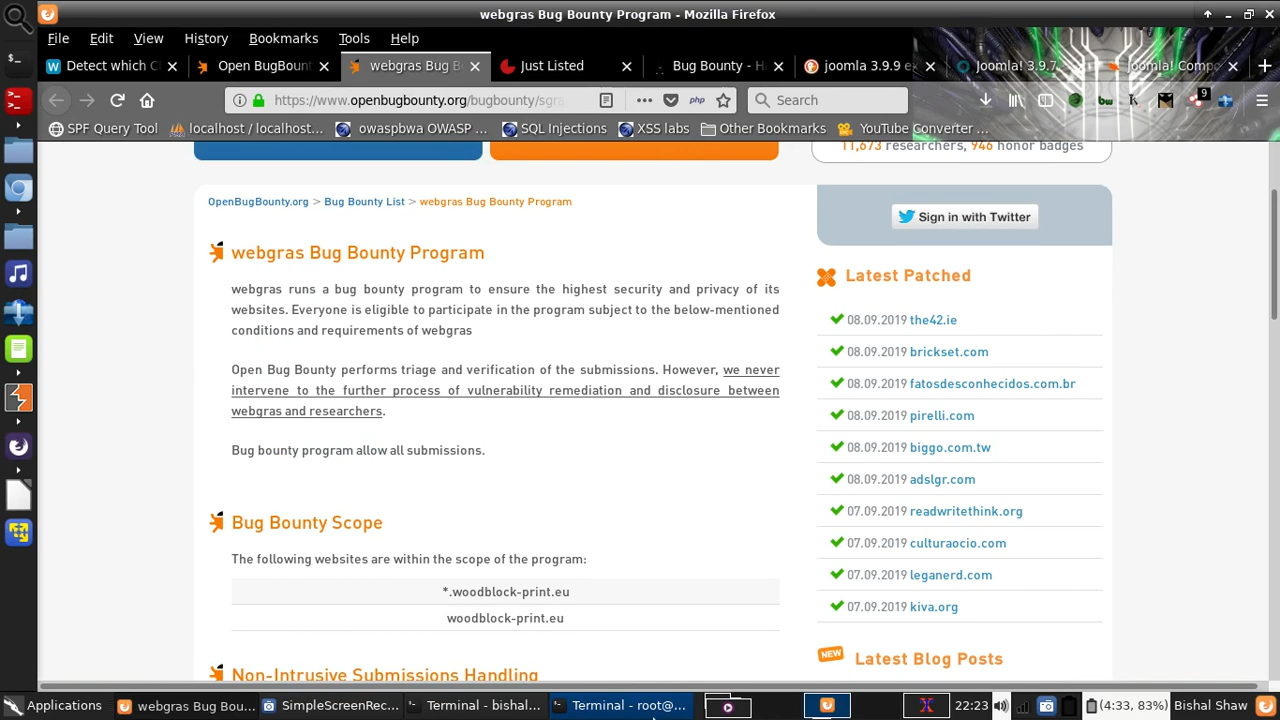 webgras Bug Bounty Program - Mozilla Firefox
File Edit View History Bookmarks Tools Help
Detect which C
Open BugBount
webgras Bug B
Just Listed
Bug Bounty - Ha
joomla 3.9.9 e
Joomla! 3.9.7
Joomla! Compo
https://www.openbugbounty.org/bugbounty/sgra
php
Search
9
SPF Query Tool
localhost / localhost...
owaspbwa OWASP ...
SQL Injections
XSS labs
Other Bookmarks
YouTube Converter ...
11,673 researchers, 946 honor badges
OpenBugBounty.org > Bug Bounty List > webgras Bug Bounty Program
Sign in with Twitter
webgras Bug Bounty Program
webgras runs a bug bounty program to ensure the highest security and privacy of its
websites. Everyone is eligible to participate in the program subject to the below-mentioned
conditions and requirements of webgras
Open Bug Bounty performs triage and verification of the submissions. However, we never
intervene to the further process of vulnerability remediation and disclosure between
webgras and researchers.
Bug bounty program allow all submissions.
Bug Bounty Scope
The following websites are within the scope of the program:
*.woodblock-print.eu
woodblock-print.eu
Non-Intrusive Submissions Handling
Latest Patched
08.09.2019 the42.ie
08.09.2019 brickset.com
08.09.2019 fatosdesconhecidos.com.br
08.09.2019 pirelli.com
08.09.2019 biggo.com.tw
08.09.2019 adslgr.com
07.09.2019 readwritethink.org
07.09.2019 culturaocio.com
07.09.2019 leganerd.com
07.09.2019 kiva.org
NEW Latest Blog Posts
Applications
webgras Bug Bou...
SimpleScreenRec...
Terminal - bishal...
Terminal - root@...
22:23
(4:33, 83%)
Bishal Shaw